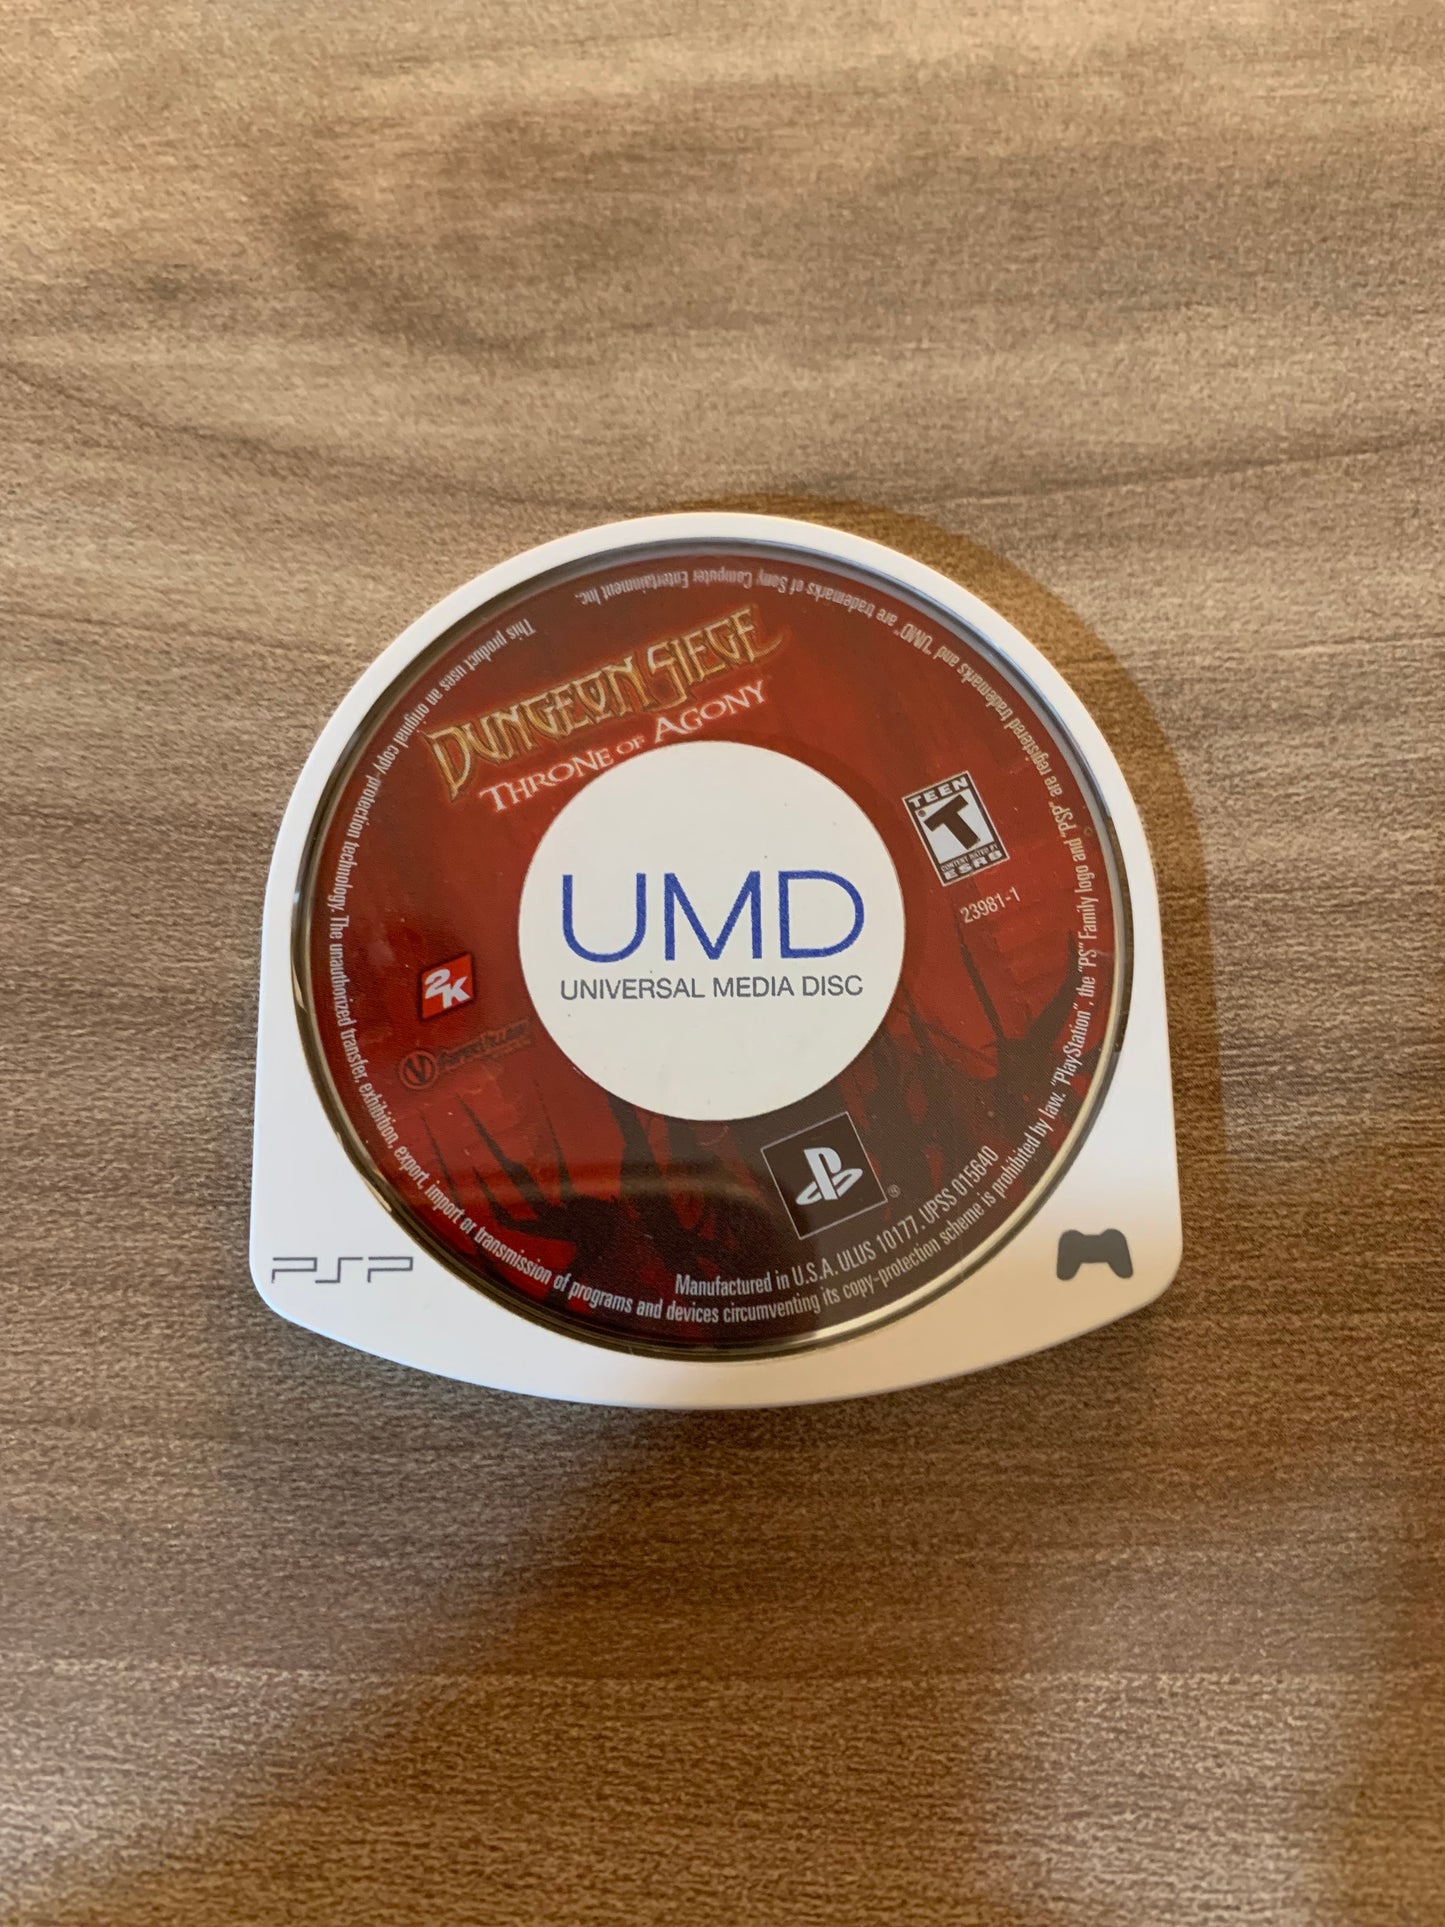 DUNGEON SIEGE
THRONE OF AGONY
TEEN
T
CONTENT RATED BY
ESRB
23981-1
UMD
UNIVERSAL MEDIA DISC
2K
Manufactured in U.S.A. ULUS 10177. UPSS 015640
This product uses an original copy protection technology. The unauthorized transfer, exhibition, export, import or transmission of programs and devices circumventing its copy-protection scheme is prohibited by law. "PlayStation", the "PS" Family logo and "PSP" are registered trademarks and "UMD" are trademarks of Sony Computer Entertainment Inc.
®
PSP